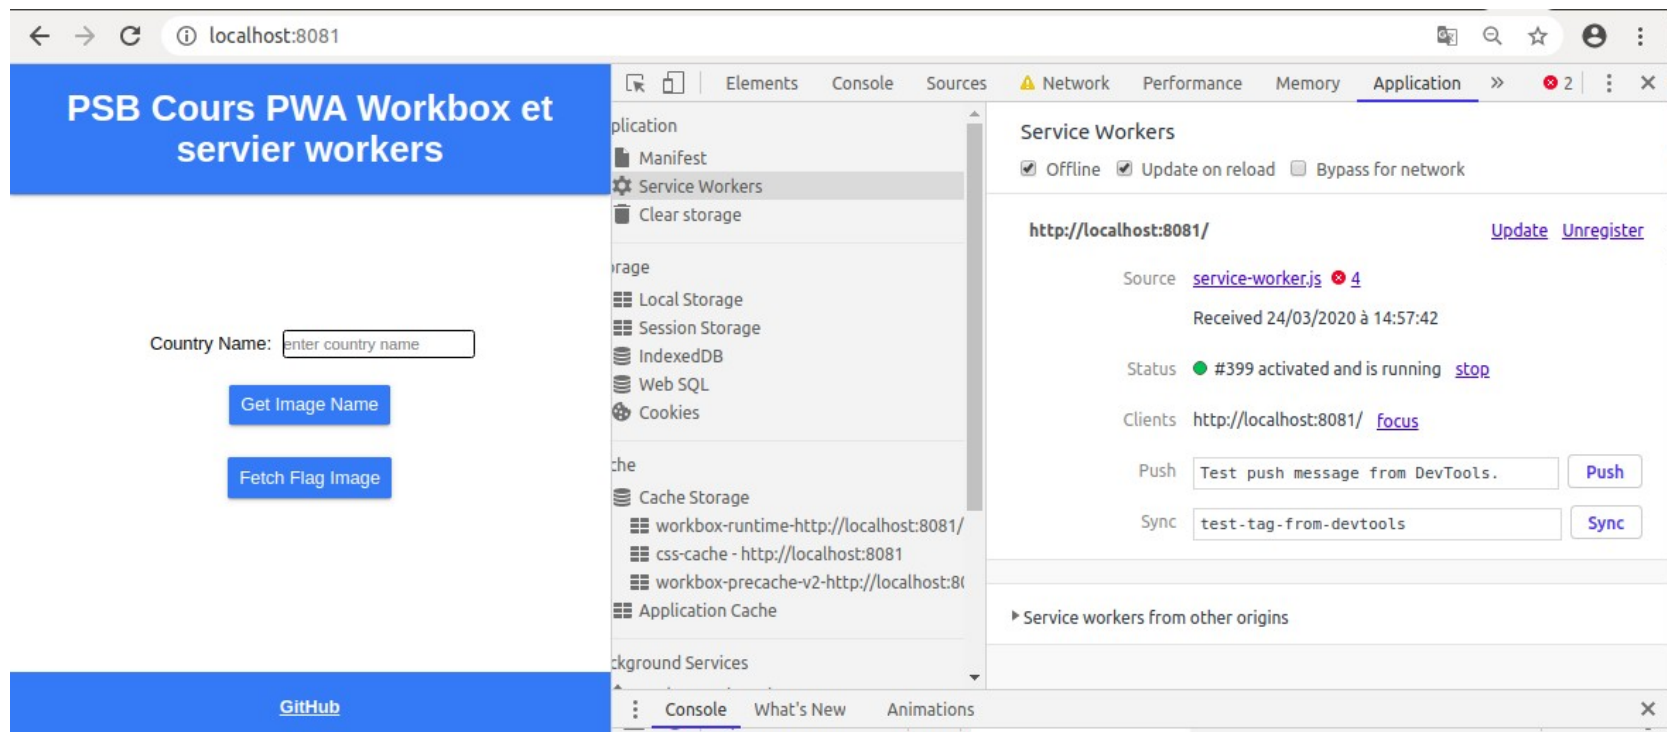 localhost:8081
PSB Cours PWA Workbox et
servier workers
Country Name: enter country name
Get Image Name
Fetch Flag Image
GitHub
Elements Console Sources Network Performance Memory Application » 2
plication
Manifest
Service Workers
Clear storage
rage
Local Storage
Session Storage
IndexedDB
Web SQL
Cookies
che
Cache Storage
workbox-runtime-http://localhost:8081/
css-cache - http://localhost:8081
workbox-precache-v2-http://localhost:80
Application Cache
ckground Services
Service Workers
Offline Update on reload Bypass for network
http://localhost:8081/ Update Unregister
Source service-worker.js 4
Received 24/03/2020 à 14:57:42
Status #399 activated and is running stop
Clients http://localhost:8081/ focus
Push Test push message from DevTools. Push
Sync test-tag-from-devtools Sync
Service workers from other origins
Console What's New Animations